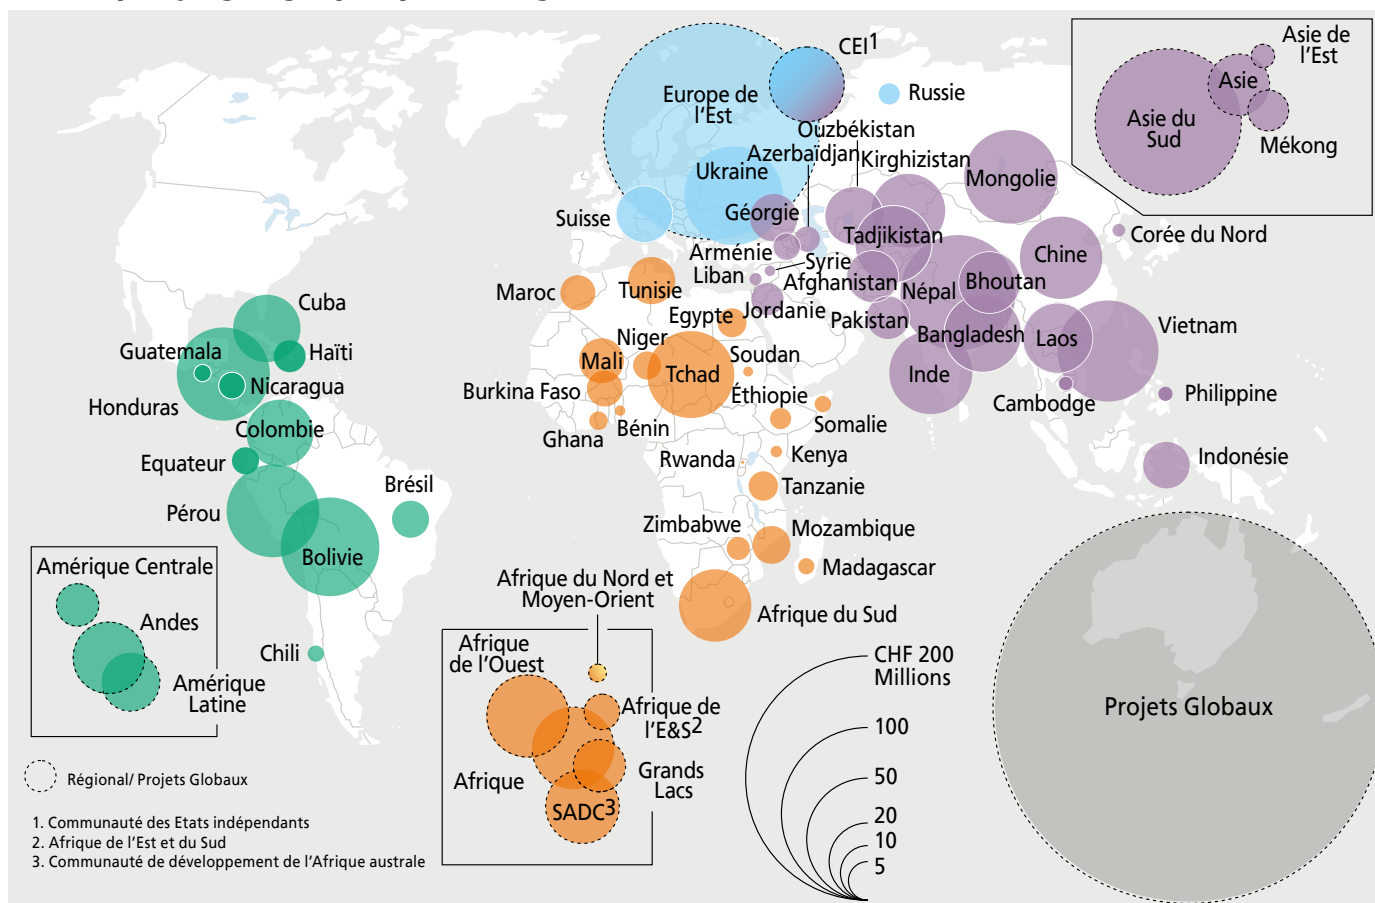 CEI1
Europe de
l'Est
Russie
Asie de
l'Est
Asie
Asie du
Sud
Mékong
Ouzbékistan
Azerbaïdjan
Kirghizistan
Ukraine
Mongolie
Suisse
Géorgie
Tadjikistan
Corée du Nord
Arménie
Chine
Liban
Syrie
Afghanistan
Népal
Bhoutan
Maroc
Tunisie
Jordanie
Cuba
Egypte
Pakistan
Bangladesh
Laos
Vietnam
Guatemala
Haïti
Niger
Mali
Tchad
Soudan
Inde
Nicaragua
Burkina Faso
Éthiopie
Cambodge
Philippine
Honduras
Colombie
Ghana
Bénin
Somalie
Equateur
Rwanda
Kenya
Indonésie
Brésil
Tanzanie
Pérou
Zimbabwe
Mozambique
Bolivie
Madagascar
Amérique Centrale
Afrique du Nord et
Moyen-Orient
Afrique du Sud
Andes
Chili
Afrique
de l'Ouest
CHF 200
Millions
Amérique
Latine
Afrique de
l'E&S2
Projets Globaux
100
Afrique
Grands
Lacs
50
SADC3
20
10
5
Régional/ Projets Globaux
1. Communauté des Etats indépendants
2. Afrique de l'Est et du Sud
3. Communauté de développement de l'Afrique australe